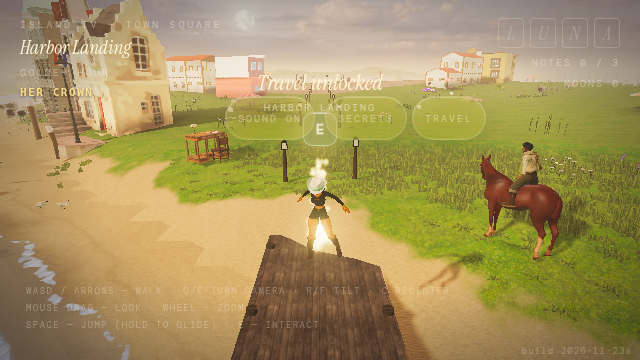 ISLAND TOWN SQUARE
Harbor Landing
HER CROWN
LUNA
NOTES 0 / 3
Travel unlocked
HARBOR LANDING
SOUND ON
SECRETS
TRAVEL
E
WASD / ARROWS — WALK
TURN
R/F TILT
MOUSE DRAG — LOOK · WHEEL — ZOOM
SPACE — JUMP (HOLD TO GLIDE)
— INTERACT
build 2026-11-23a